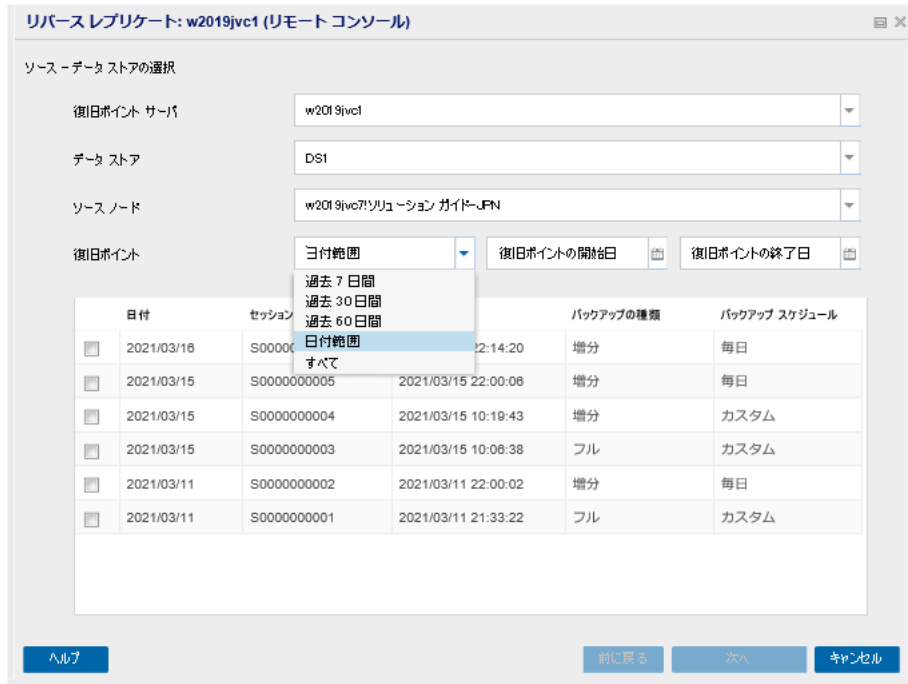 リバース レプリケート: w2019jvc1 (リモート コンソール)
ソース – データ ストアの選択
復旧ポイント サーバ w2019jvc1
データ ストア DS1
ソース ノード w2019jvc7!ソリューション ガイド-JPN
復旧ポイント 日付範囲 復旧ポイントの開始日 復旧ポイントの終了日
過去 7 日間
過去 30 日間
過去 60 日間
日付範囲
すべて
日付 セッション バックアップの種類 バックアップ スケジュール
2021/03/16 S0000 22:14:20 増分 毎日
2021/03/15 S0000000005 2021/03/15 22:00:06 増分 毎日
2021/03/15 S0000000004 2021/03/15 10:19:43 増分 カスタム
2021/03/15 S0000000003 2021/03/15 10:06:38 フル カスタム
2021/03/11 S0000000002 2021/03/11 22:00:02 増分 毎日
2021/03/11 S0000000001 2021/03/11 21:33:22 フル カスタム
ヘルプ 前に戻る 次へ キャンセル